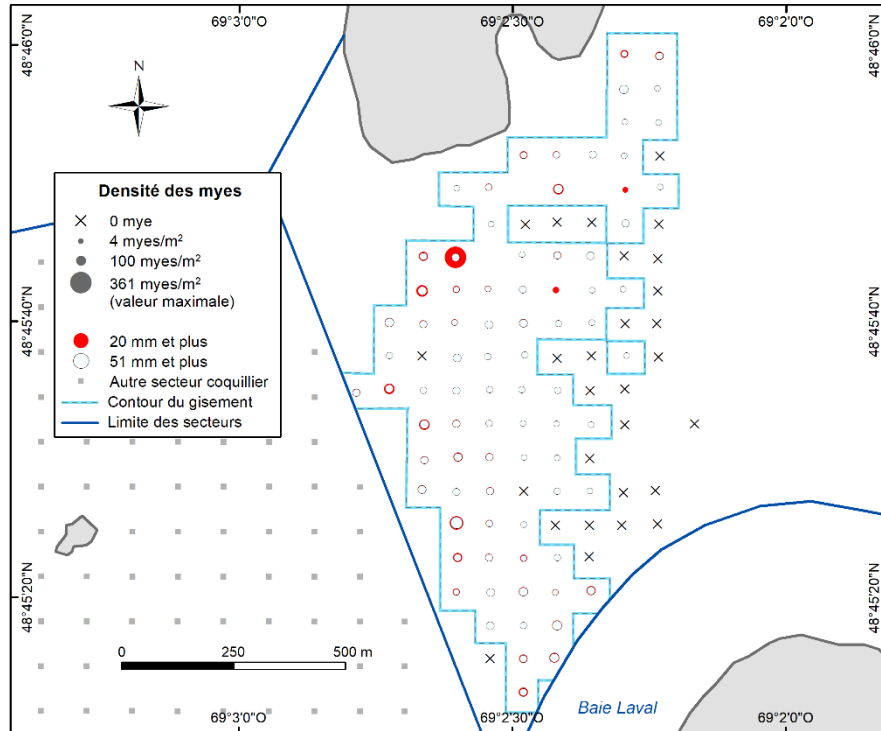 69°3'0"O
69°2'30"O
69°2'0"O
48°46'0"N
48°46'0"N
N
Densité des myes
0 mye
4 myes/m²
100 myes/m²
361 myes/m²
(valeur maximale)
20 mm et plus
51 mm et plus
Autre secteur coquillier
Contour du gisement
Limite des secteurs
48°45'40"N
48°45'40"N
48°45'20"N
48°45'20"N
0
250
500 m
Baie Laval
69°3'0"O
69°2'30"O
69°2'0"O